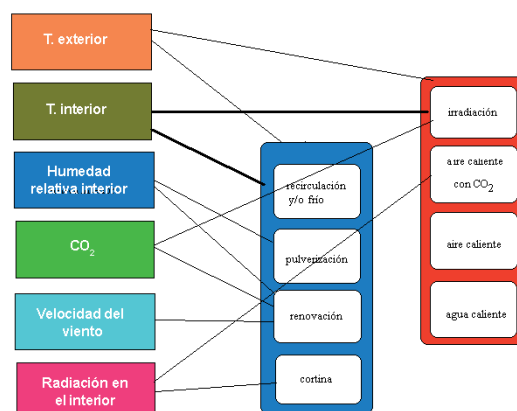 T. exterior
T. interior
Humedad
relativa interior
CO₂
Velocidad del
viento
Radiación en
el interior
recirculación
y/o frío
pulverización
renovación
cortina
irradiación
aire caliente
con CO₂
aire caliente
agua caliente